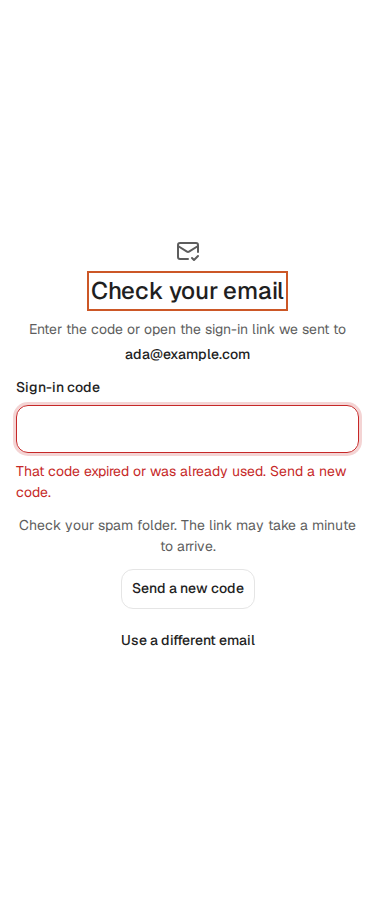 Check your email
Enter the code or open the sign-in link we sent to
ada@example.com
Sign-in code
That code expired or was already used. Send a new
code.
Check your spam folder. The link may take a minute
to arrive.
Send a new code
Use a different email